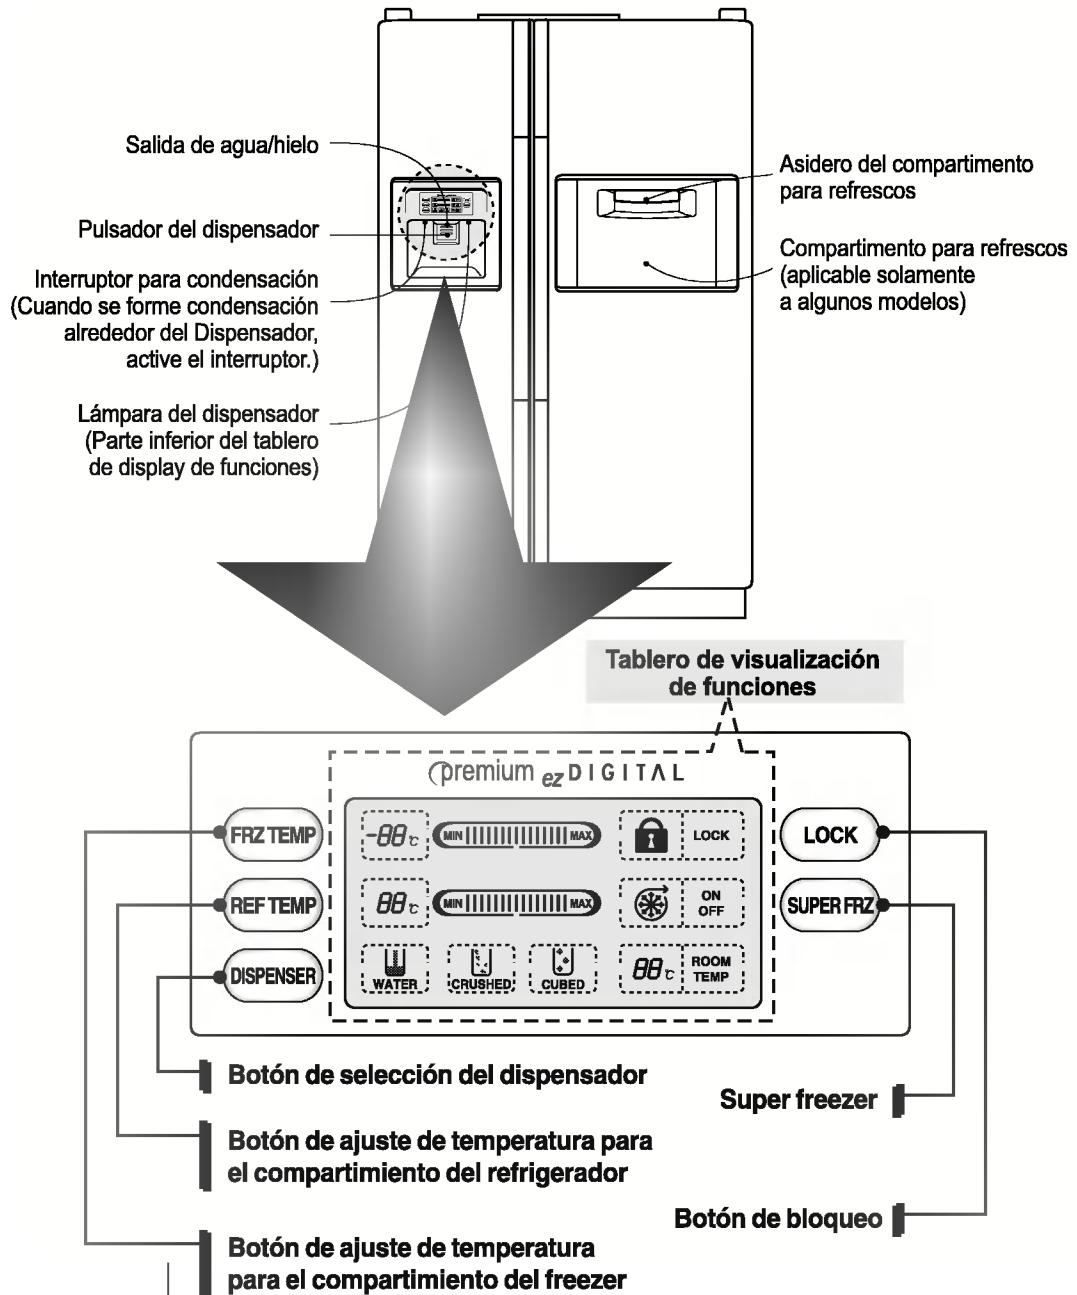 Salida de agua/hielo
Pulsador del dispensador
Interruptor para condensación
(Cuando se forme condensación
alrededor del Dispensador,
active el interruptor.)
Lámpara del dispensador
(Parte inferior del tablero
de display de funciones)
Asidero del compartimento
para refrescos
Compartimento para refrescos
(aplicable solamente
a algunos modelos)
Tablero de visualización
de funciones
premium ez DIGITAL
FRZ TEMP
-88 °C
MIN MAX
LOCK
LOCK
REF TEMP
88 °C
MIN MAX
ON
OFF
SUPER FRZ
DISPENSER
WATER
CRUSHED
CUBED
88 °C
ROOM
TEMP
Botón de selección del dispensador
Super freezer
Botón de ajuste de temperatura para
el compartimiento del refrigerador
Botón de bloqueo
Botón de ajuste de temperatura
para el compartimiento del freezer